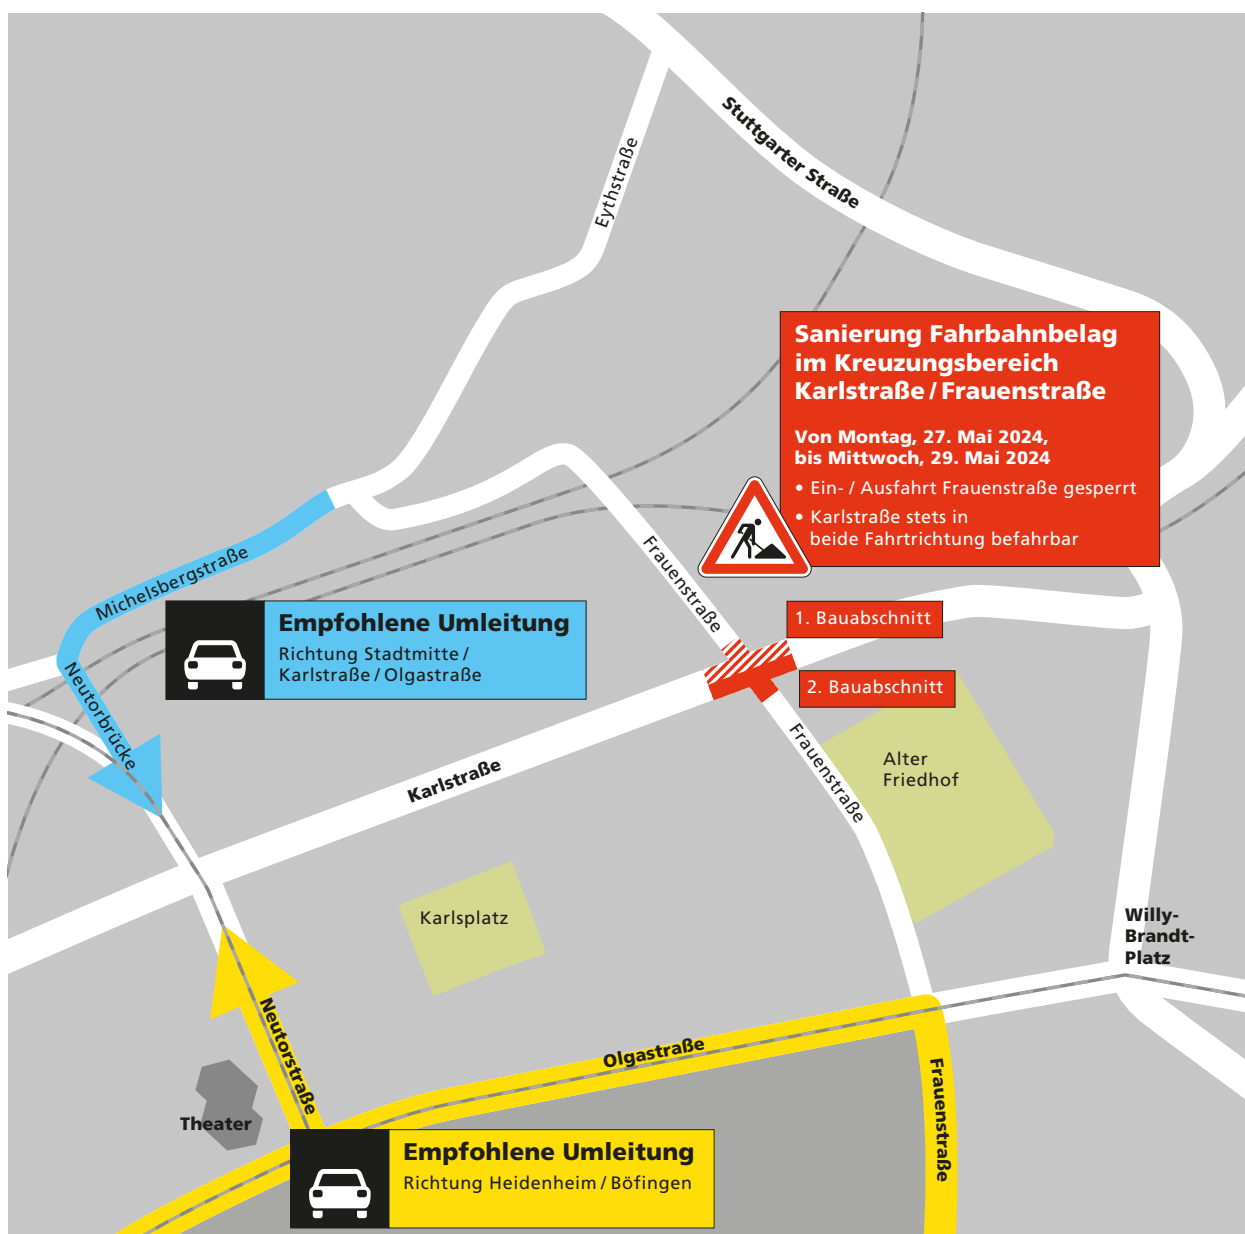 Stuttgarter Straße
Eythstraße
Sanierung Fahrbahnbelag
im Kreuzungsbereich
Karlstraße / Frauenstraße
Von Montag, 27. Mai 2024,
bis Mittwoch, 29. Mai 2024
• Ein- / Ausfahrt Frauenstraße gesperrt
• Karlstraße stets in
beide Fahrtrichtung befahrbar
Frauenstraße
Michelsbergstraße
Empfohlene Umleitung
Richtung Stadtmitte /
Karlstraße / Olgastraße
1. Bauabschnitt
2. Bauabschnitt
Neutorbrücke
Frauenstraße
Alter
Friedhof
Karlstraße
Karlsplatz
Willy-
Brandt-
Platz
Neutorstraße
Olgastraße
Frauenstraße
Theater
Empfohlene Umleitung
Richtung Heidenheim / Böfingen